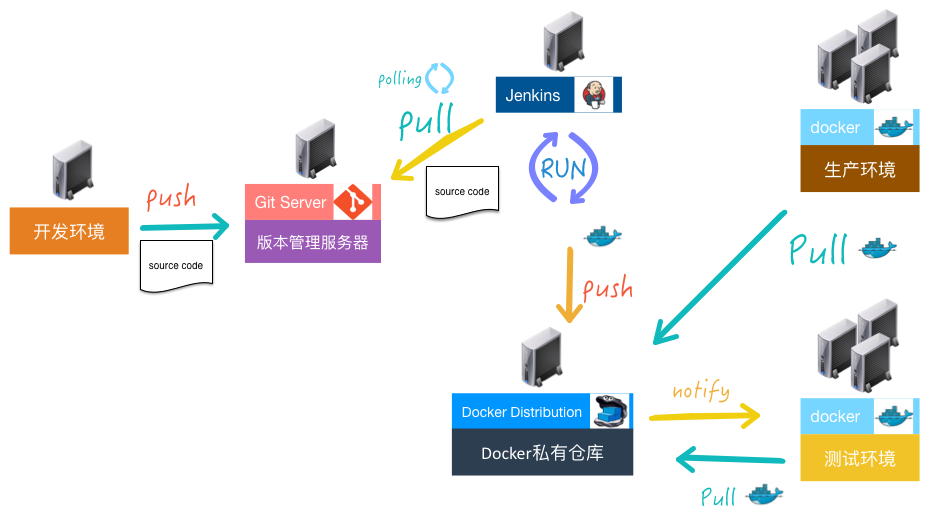 polling
pull
Jenkins
docker
生产环境
RUN
push
Git Server
版本管理服务器
source code
开发环境
source code
Pull
push
notify
Docker Distribution
Docker私有仓库
docker
测试环境
Pull